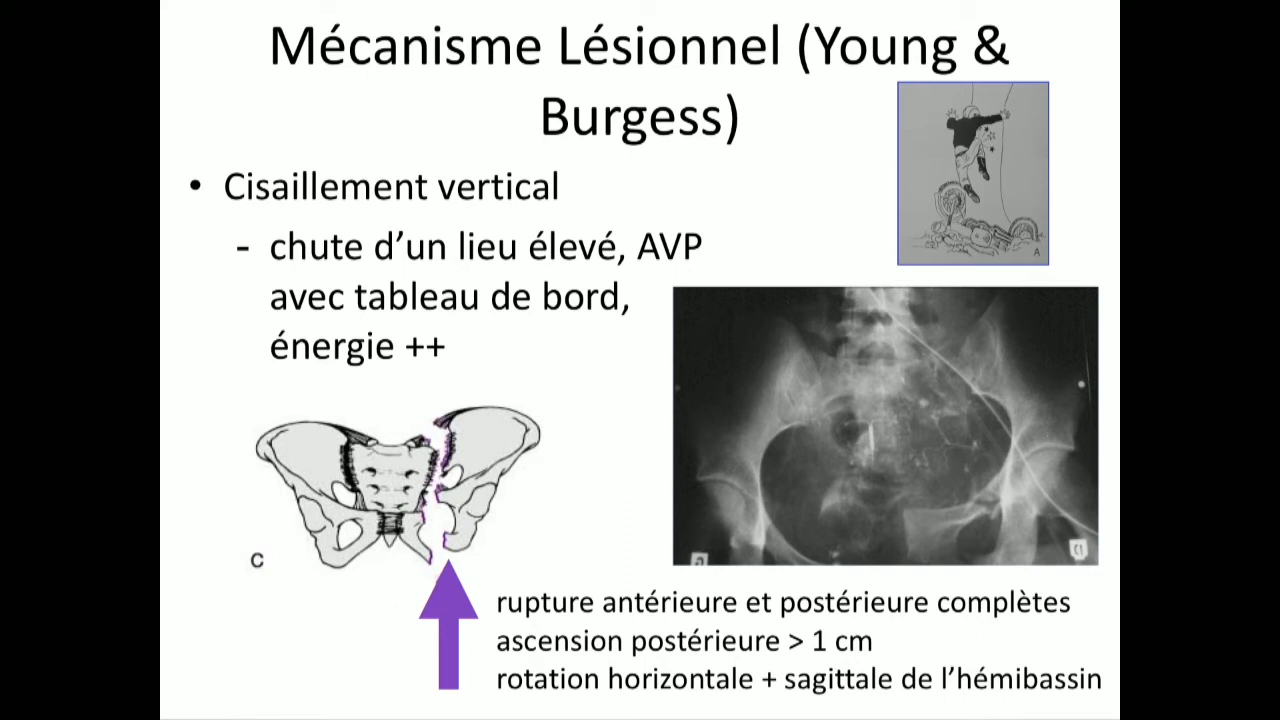 Mécanisme Lésionnel (Young &
Burgess)
• Cisaillement vertical
- chute d’un lieu élevé, AVP
avec tableau de bord,
énergie ++
A
C
rupture antérieure et postérieure complètes
ascension postérieure > 1 cm
rotation horizontale + sagittale de l’hémibassin